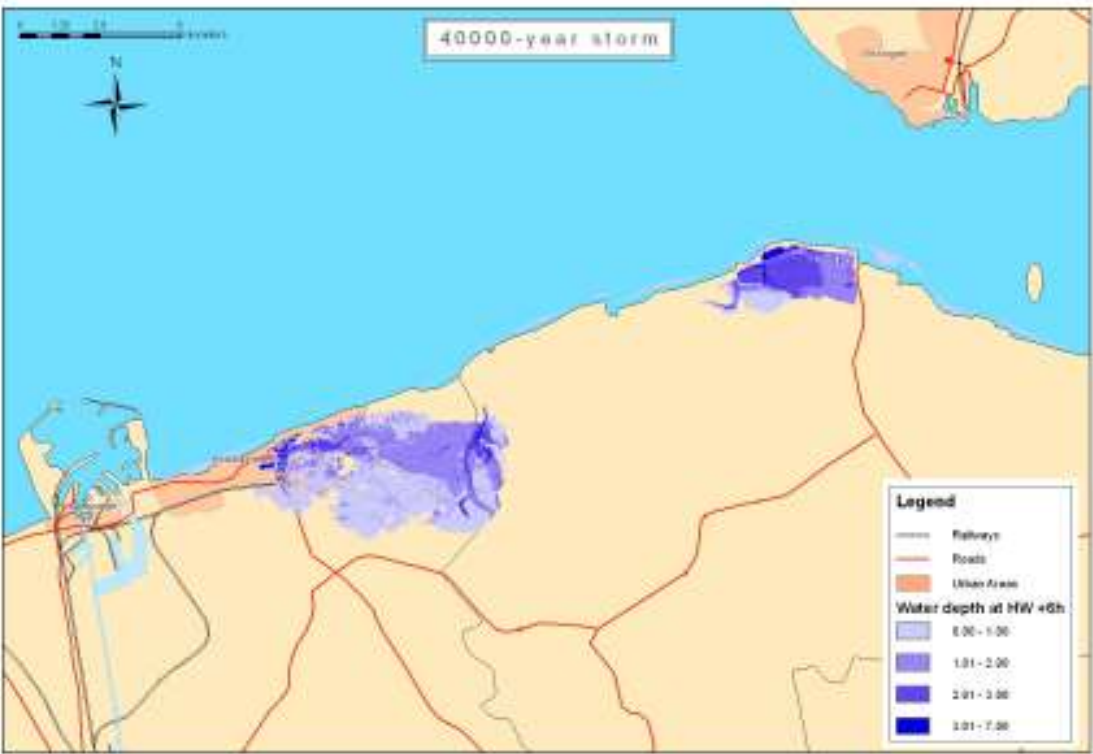 40000-year storm
N
Legend
Railways
Roads
Urban Areas
Water depth at HW +6h
0.00 - 1.00
1.01 - 2.00
2.01 - 3.00
3.01 - 7.00